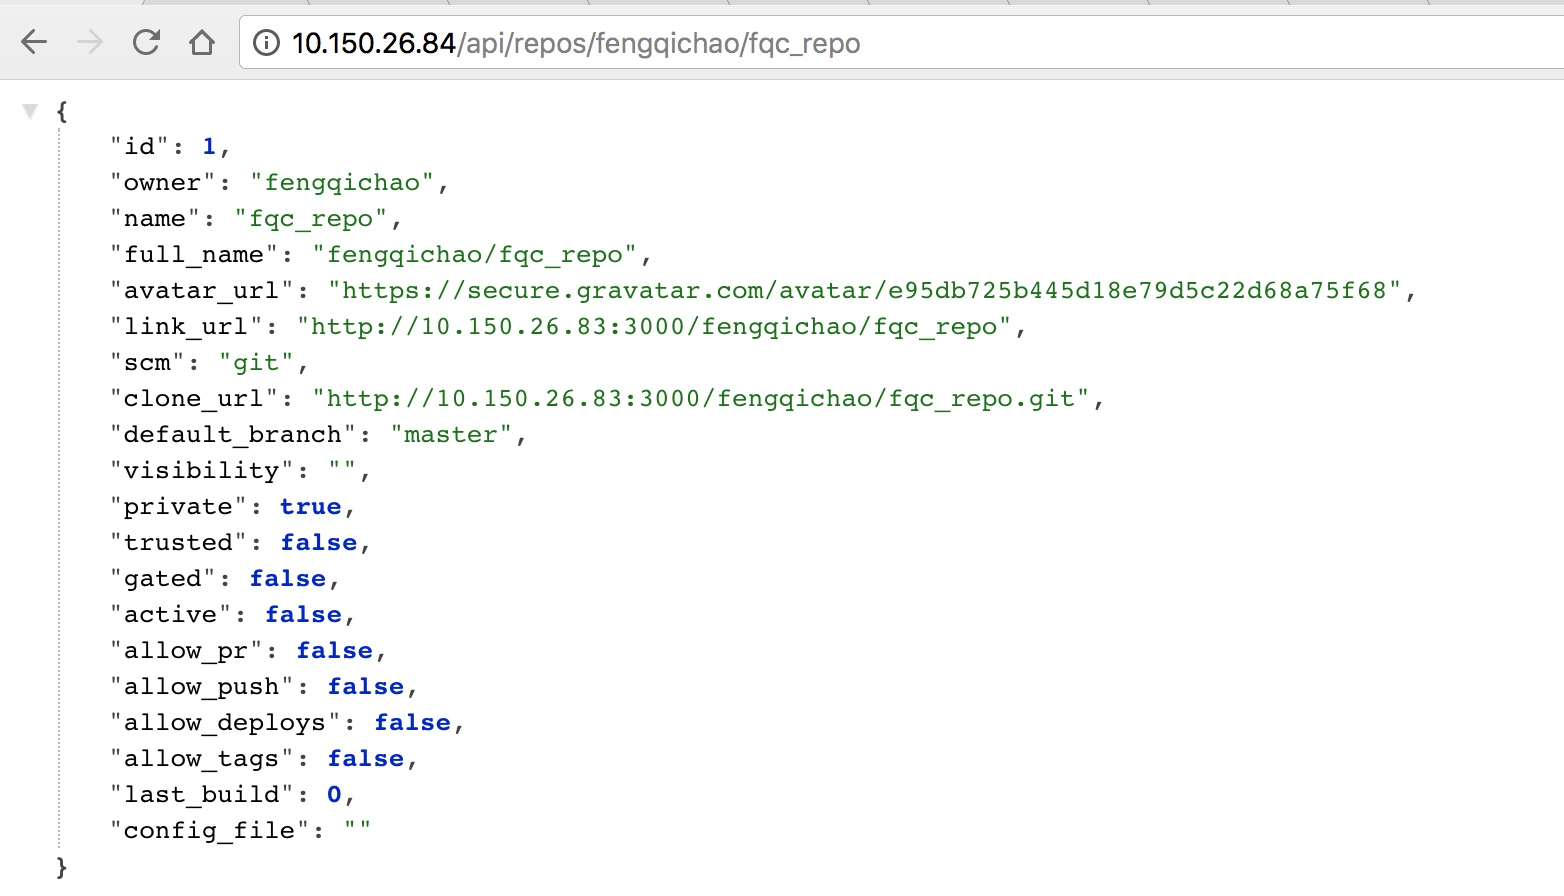 10.150.26.84/api/repos/fengqichao/fqc_repo
{
"id": 1,
"owner": "fengqichao",
"name": "fqc_repo",
"full_name": "fengqichao/fqc_repo",
"avatar_url": "https://secure.gravatar.com/avatar/e95db725b445d18e79d5c22d68a75f68",
"link_url": "http://10.150.26.83:3000/fengqichao/fqc_repo",
"scm": "git",
"clone_url": "http://10.150.26.83:3000/fengqichao/fqc_repo.git",
"default_branch": "master",
"visibility": "",
"private": true,
"trusted": false,
"gated": false,
"active": false,
"allow_pr": false,
"allow_push": false,
"allow_deploys": false,
"allow_tags": false,
"last_build": 0,
"config_file": ""
}